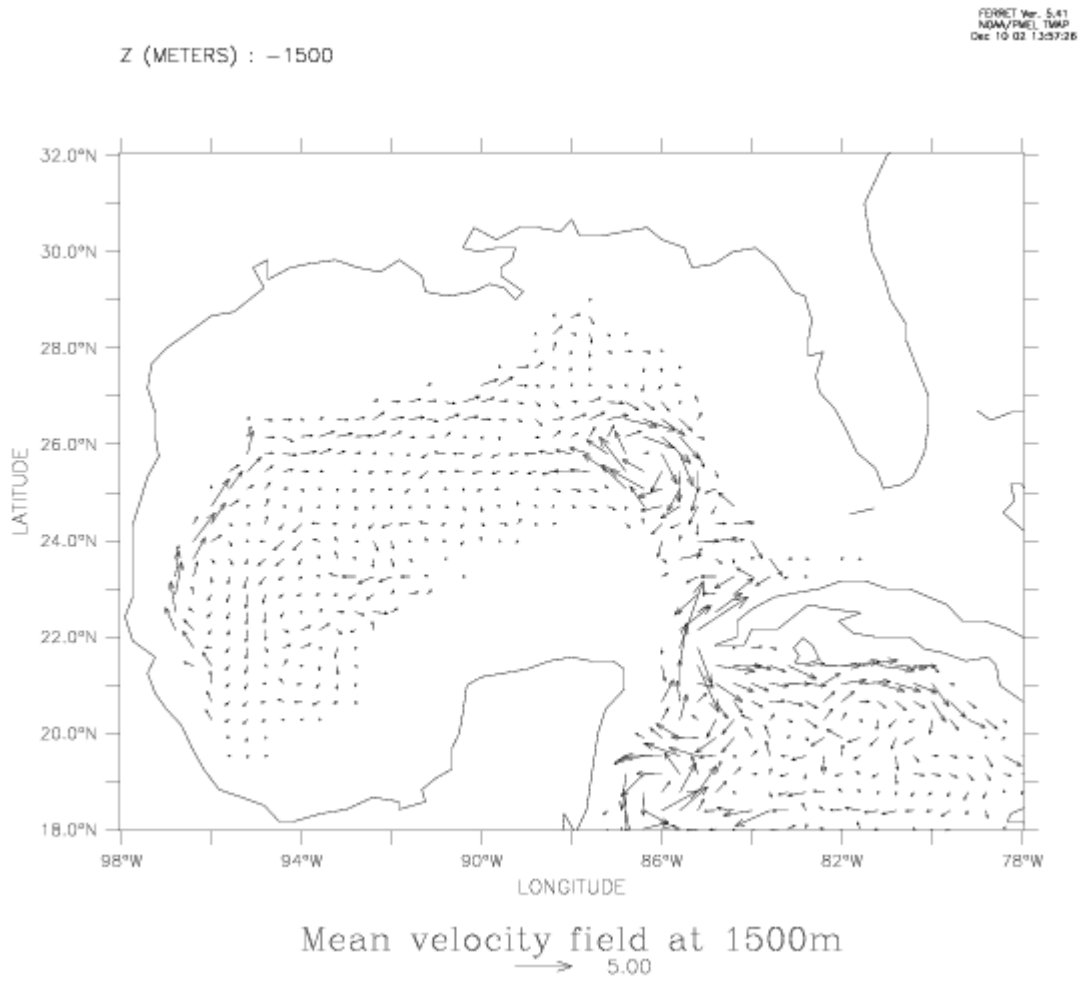 FERRET Ver. 5.41
NOAA/PMEL TMAP
Dec 10 02 13:57:26
Z (METERS) : -1500
32.0°N
30.0°N
28.0°N
26.0°N
24.0°N
22.0°N
20.0°N
18.0°N
LATITUDE
98°W 94°W 90°W 86°W 82°W 78°W
LONGITUDE
Mean velocity field at 1500m
5.00